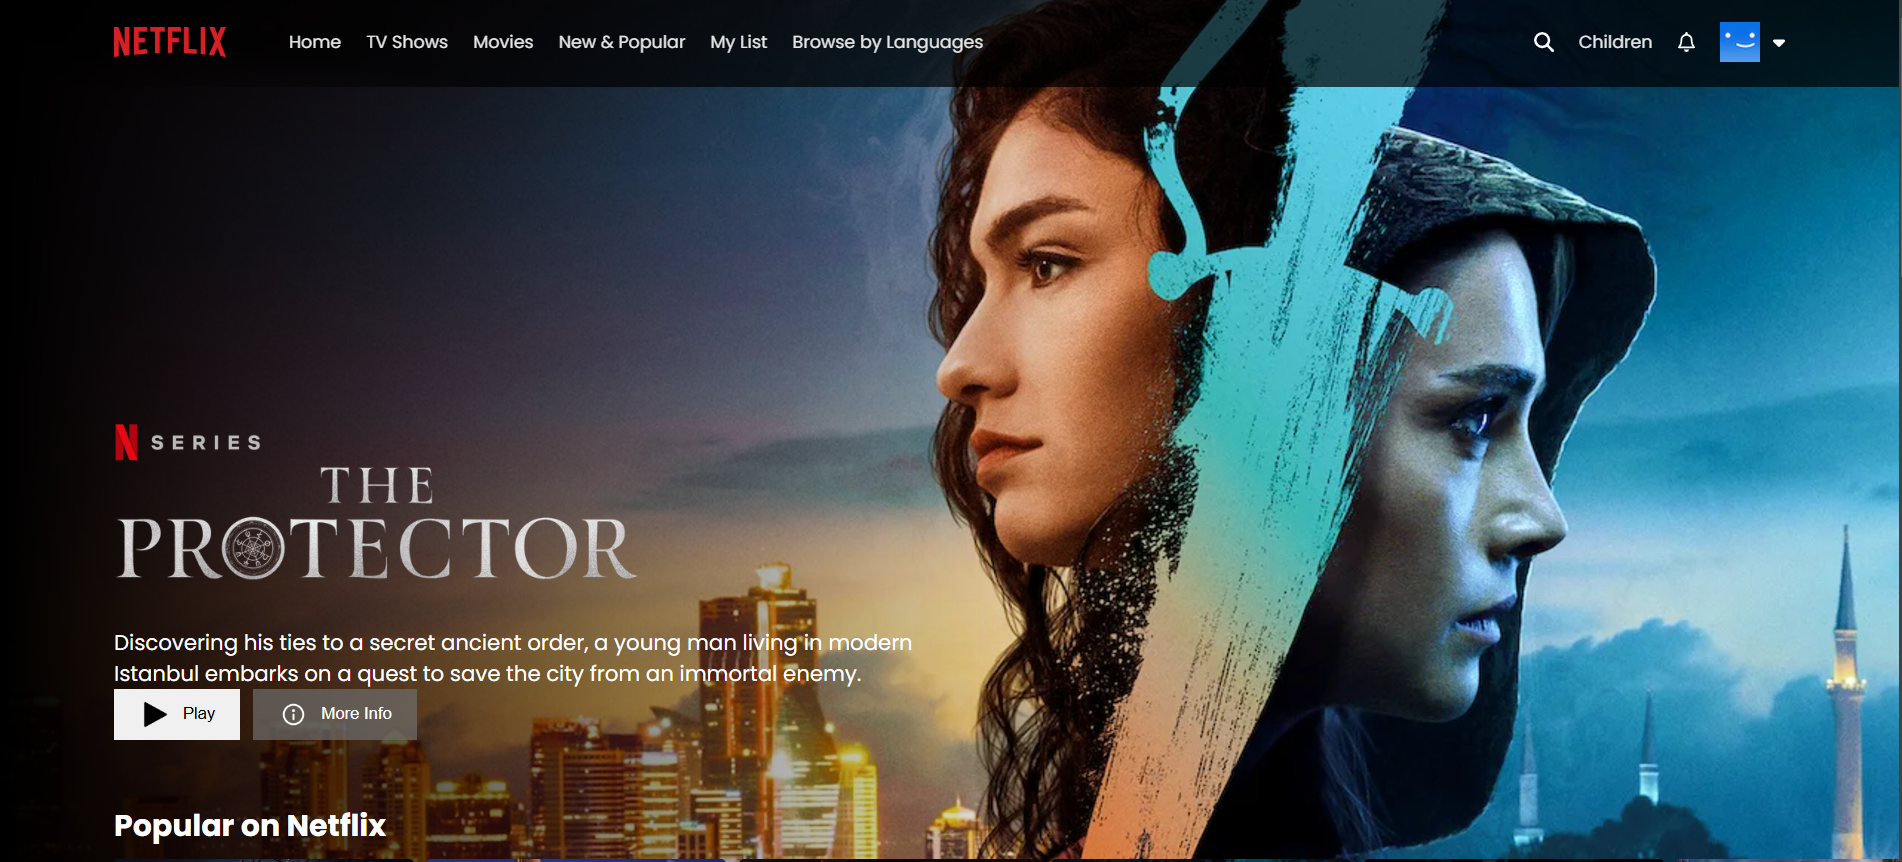 NETFLIX Home TV Shows Movies New & Popular My List Browse by Languages Children
N SERIES
THE
PROTECTOR
Discovering his ties to a secret ancient order, a young man living in modern
Istanbul embarks on a quest to save the city from an immortal enemy.
Play More Info
Popular on Netflix